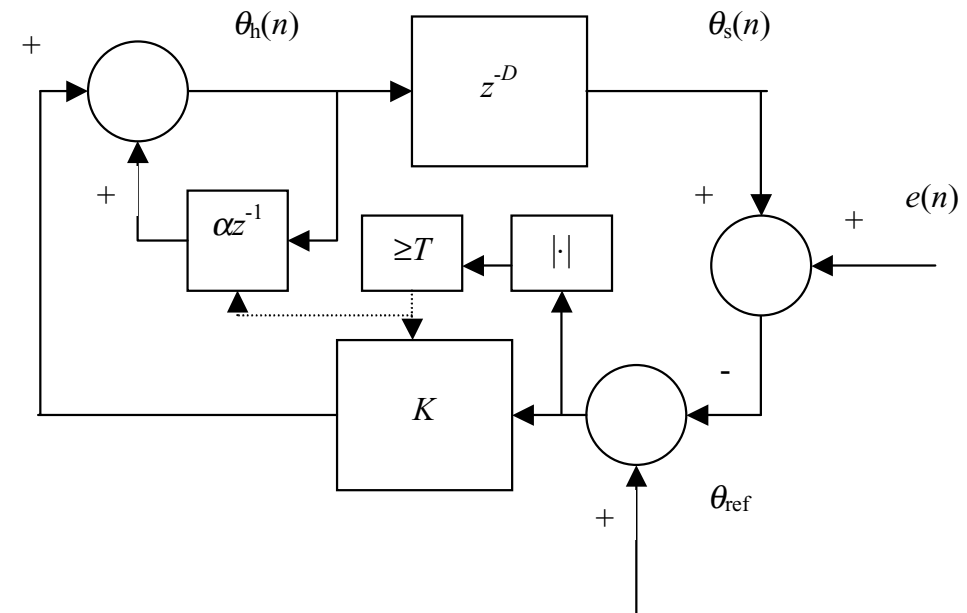 θh(n)
θs(n)
+
z-D
+
+
e(n)
+
αz-1
≥T
|·|
-
K
θref
+